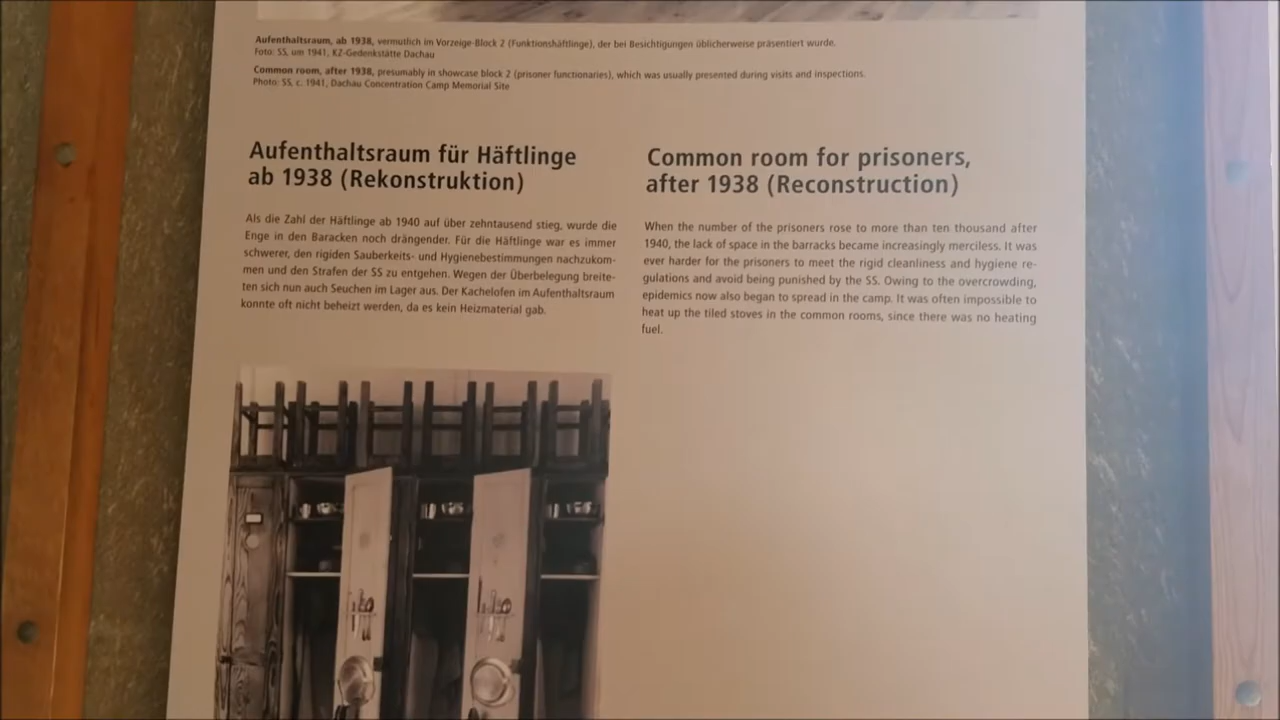 Aufenthaltsraum, ab 1938, vermutlich im Vorzeige-Block 2 (Funktionshäftlinge), der bei Besichtigungen üblicherweise präsentiert wurde.
Foto: SS, um 1941, KZ-Gedenkstätte Dachau
Common room, after 1938, presumably in showcase block 2 (prisoner functionaries), which was usually presented during visits and inspections.
Photo: SS, c. 1941, Dachau Concentration Camp Memorial Site
Aufenthaltsraum für Häftlinge
ab 1938 (Rekonstruktion)
Als die Zahl der Häftlinge ab 1940 auf über zehntausend stieg, wurde die
Enge in den Baracken noch drängender. Für die Häftlinge war es immer
schwerer, den rigiden Sauberkeits- und Hygienebestimmungen nachzukom-
men und den Strafen der SS zu entgehen. Wegen der Überbelegung breite-
ten sich nun auch Seuchen im Lager aus. Der Kachelofen im Aufenthaltsraum
konnte oft nicht beheizt werden, da es kein Heizmaterial gab.
Common room for prisoners,
after 1938 (Reconstruction)
When the number of the prisoners rose to more than ten thousand after
1940, the lack of space in the barracks became increasingly merciless. It was
ever harder for the prisoners to meet the rigid cleanliness and hygiene re-
gulations and avoid being punished by the SS. Owing to the overcrowding,
epidemics now also began to spread in the camp. It was often impossible to
heat up the tiled stoves in the common rooms, since there was no heating
fuel.